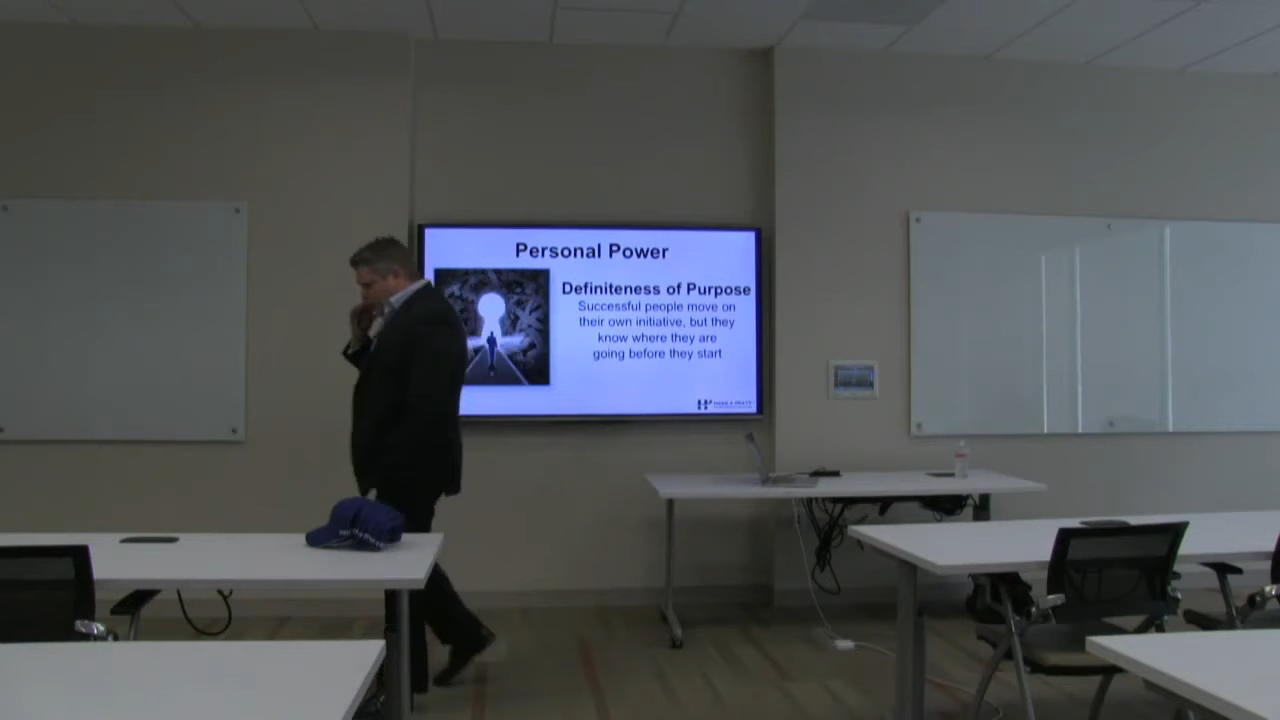 Personal Power
Definiteness of Purpose
Successful people move on
their own initiative, but they
know where they are
going before they start